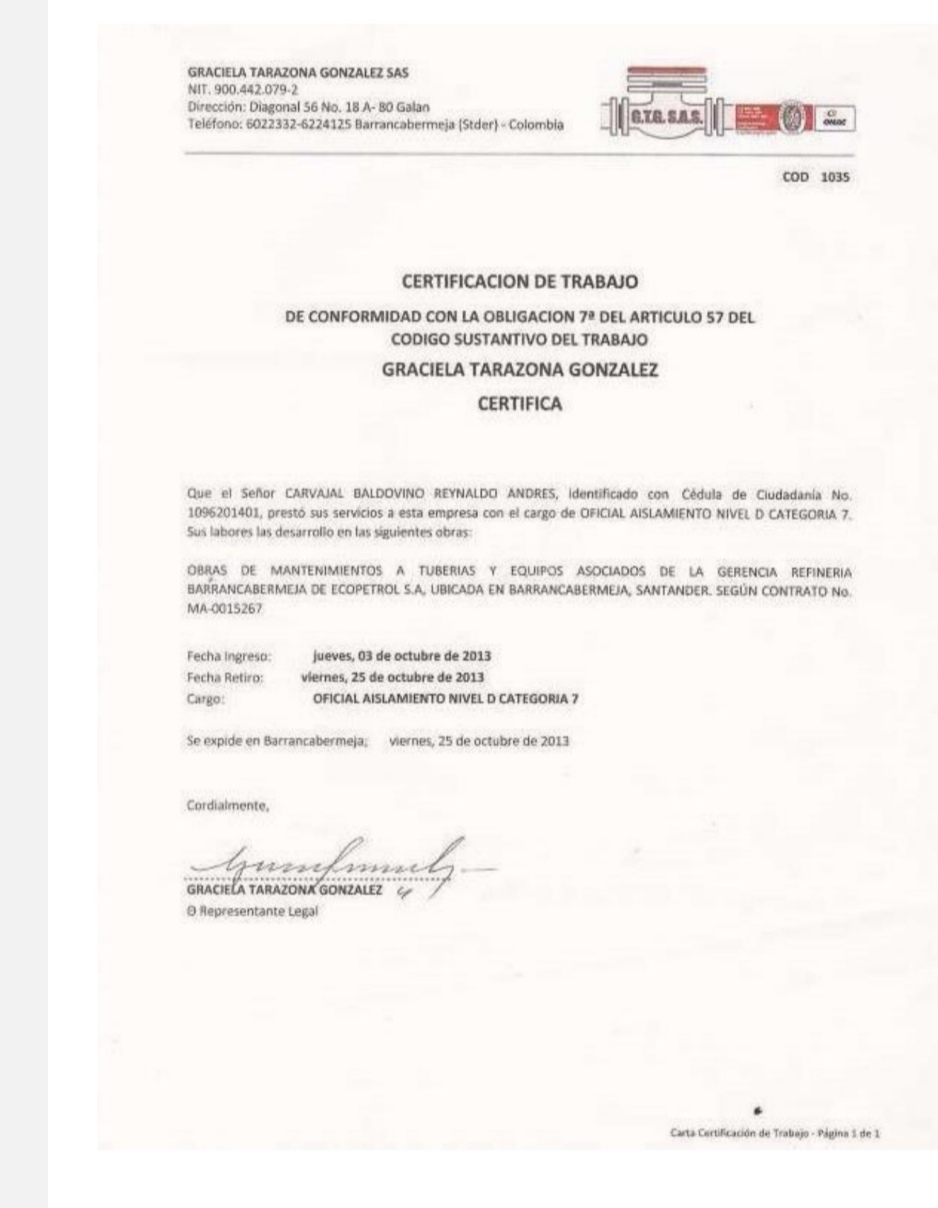 GRACIELA TARAZONA GONZALEZ SAS
NIT. 900.442.079-2
Dirección: Diagonal 56 No. 18 A- 80 Galan
Teléfono: 6022332-6224125 Barrancabermeja (Stder) - Colombia
G.T.G. S.A.S.
ONAC
COD 1035
CERTIFICACION DE TRABAJO
DE CONFORMIDAD CON LA OBLIGACION 7ª DEL ARTICULO 57 DEL
CODIGO SUSTANTIVO DEL TRABAJO
GRACIELA TARAZONA GONZALEZ
CERTIFICA
Que el Señor CARVAJAL BALDOVINO REYNALDO ANDRES, identificado con Cédula de Ciudadanía No.
1096201401, prestó sus servicios a esta empresa con el cargo de OFICIAL AISLAMIENTO NIVEL D CATEGORIA 7.
Sus labores las desarrollo en las siguientes obras:
OBRAS DE MANTENIMIENTOS A TUBERIAS Y EQUIPOS ASOCIADOS DE LA GERENCIA REFINERIA
BARRANCABERMEJA DE ECOPETROL S.A, UBICADA EN BARRANCABERMEJA, SANTANDER. SEGÚN CONTRATO No.
MA-0015267
Fecha Ingreso: jueves, 03 de octubre de 2013
Fecha Retiro: viernes, 25 de octubre de 2013
Cargo: OFICIAL AISLAMIENTO NIVEL D CATEGORIA 7
Se expide en Barrancabermeja; viernes, 25 de octubre de 2013
Cordialmente,
GRACIELA TARAZONA GONZALEZ
Θ Representante Legal
Carta Certificación de Trabajo - Página 1 de 1